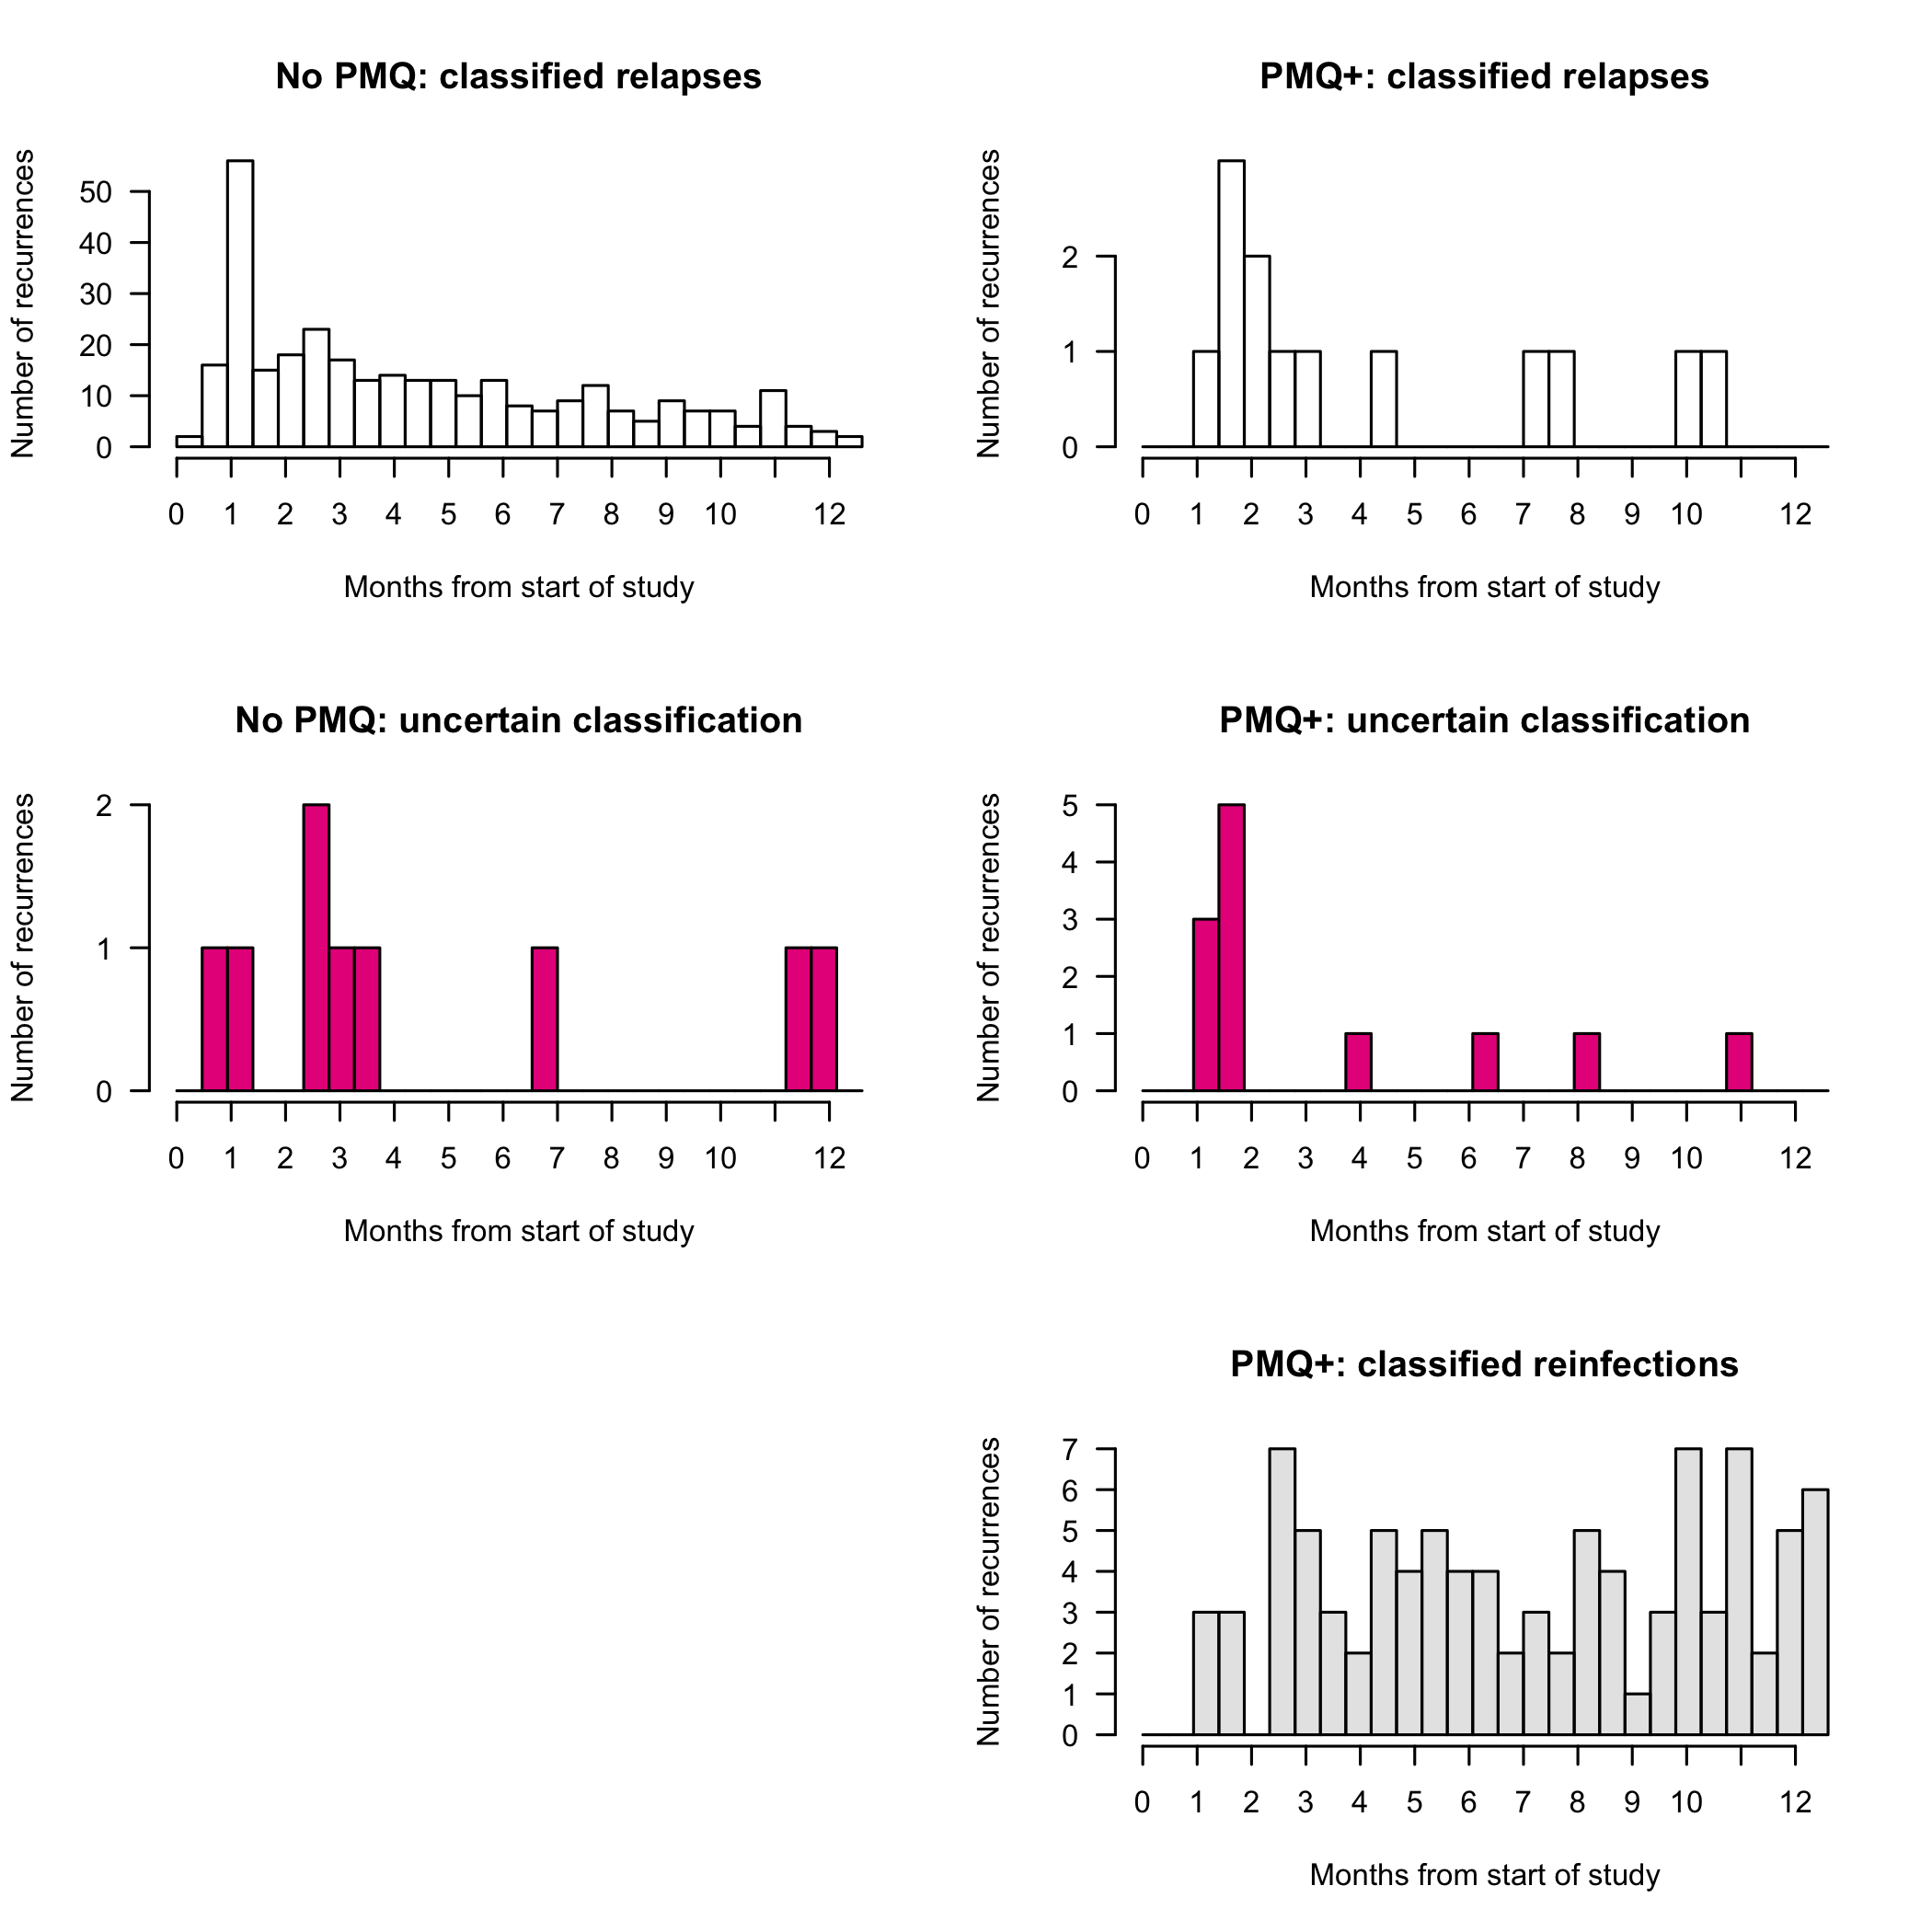 No PMQ: classified relapses
Number of recurrences
50
40
30
20
10
0
0 1 2 3 4 5 6 7 8 9 10 12
Months from start of study
PMQ+: classified relapses
Number of recurrences
2
1
0
0 1 2 3 4 5 6 7 8 9 10 12
Months from start of study
No PMQ: uncertain classification
Number of recurrences
2
1
0
0 1 2 3 4 5 6 7 8 9 10 12
Months from start of study
PMQ+: uncertain classification
Number of recurrences
5
4
3
2
1
0
0 1 2 3 4 5 6 7 8 9 10 12
Months from start of study
PMQ+: classified reinfections
Number of recurrences
7
6
5
4
3
2
1
0
0 1 2 3 4 5 6 7 8 9 10 12
Months from start of study